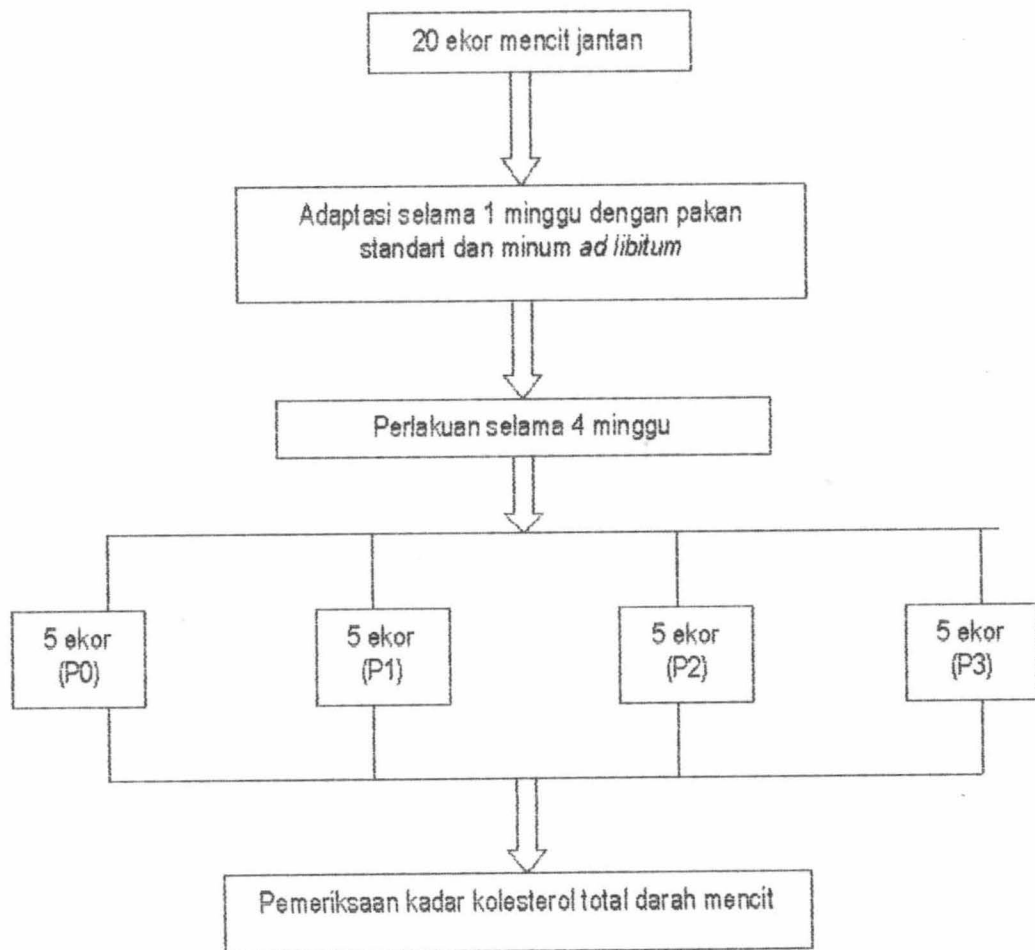 20 ekor mencit jantan
Adaptasi selama 1 minggu dengan pakan
standart dan minum ad libitum
Perlakuan selama 4 minggu
5 ekor
(P0)
5 ekor
(P1)
5 ekor
(P2)
5 ekor
(P3)
Pemeriksaan kadar kolesterol total darah mencit